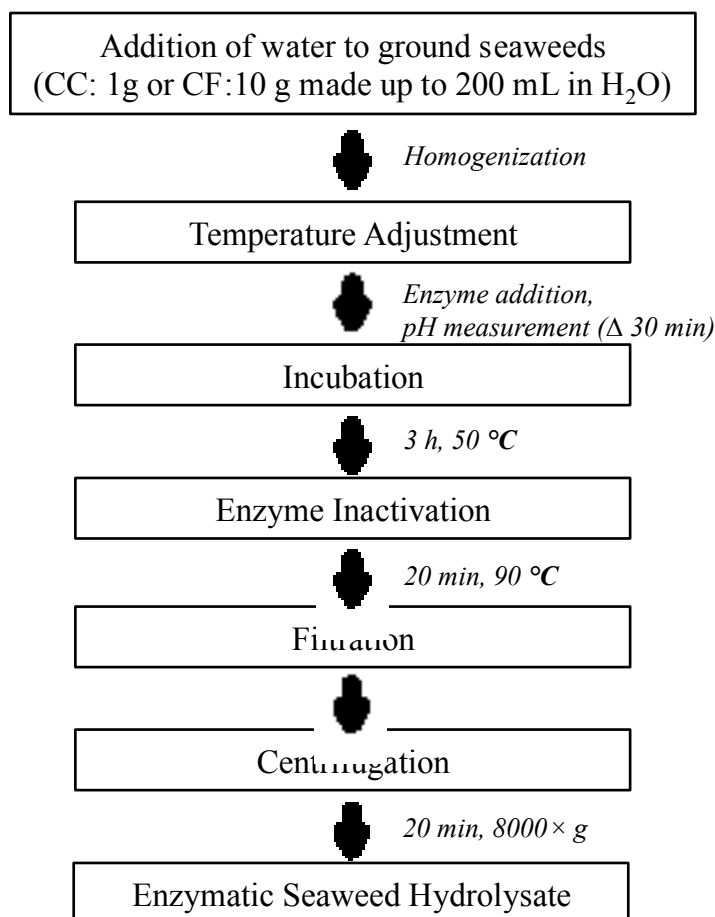 Addition of water to ground seaweeds
(CC: 1g or CF:10 g made up to 200 mL in H₂O)
Homogenization
Temperature Adjustment
Enzyme addition,
pH measurement (Δ 30 min)
Incubation
3 h, 50 °C
Enzyme Inactivation
20 min, 90 °C
Filtration
Centrifugation
20 min, 8000× g
Enzymatic Seaweed Hydrolysate